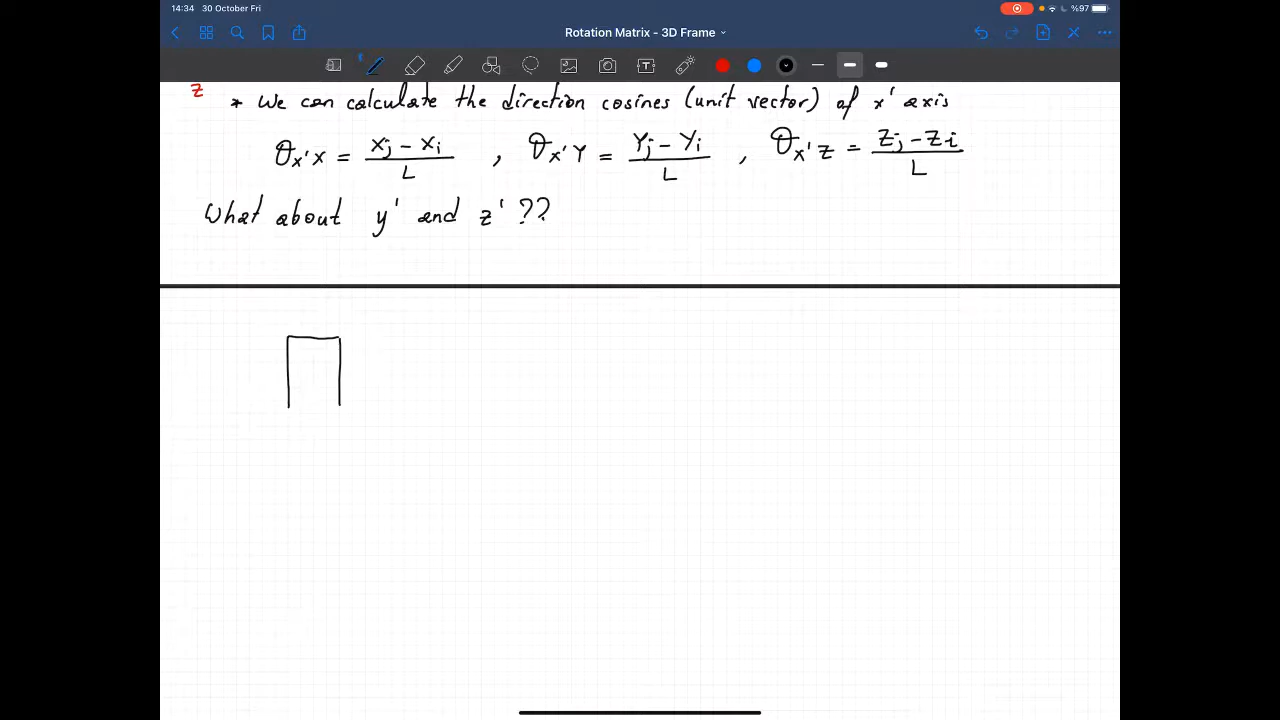 14:34 30 October Fri
%97
Rotation Matrix - 3D Frame
Z
* We can calculate the direction cosines (unit vector) of x' axis
θx'X = Xj - Xi / L , θx'Y = Yj - Yi / L , θx'Z = Zj - Zi / L
What about y' and z' ??